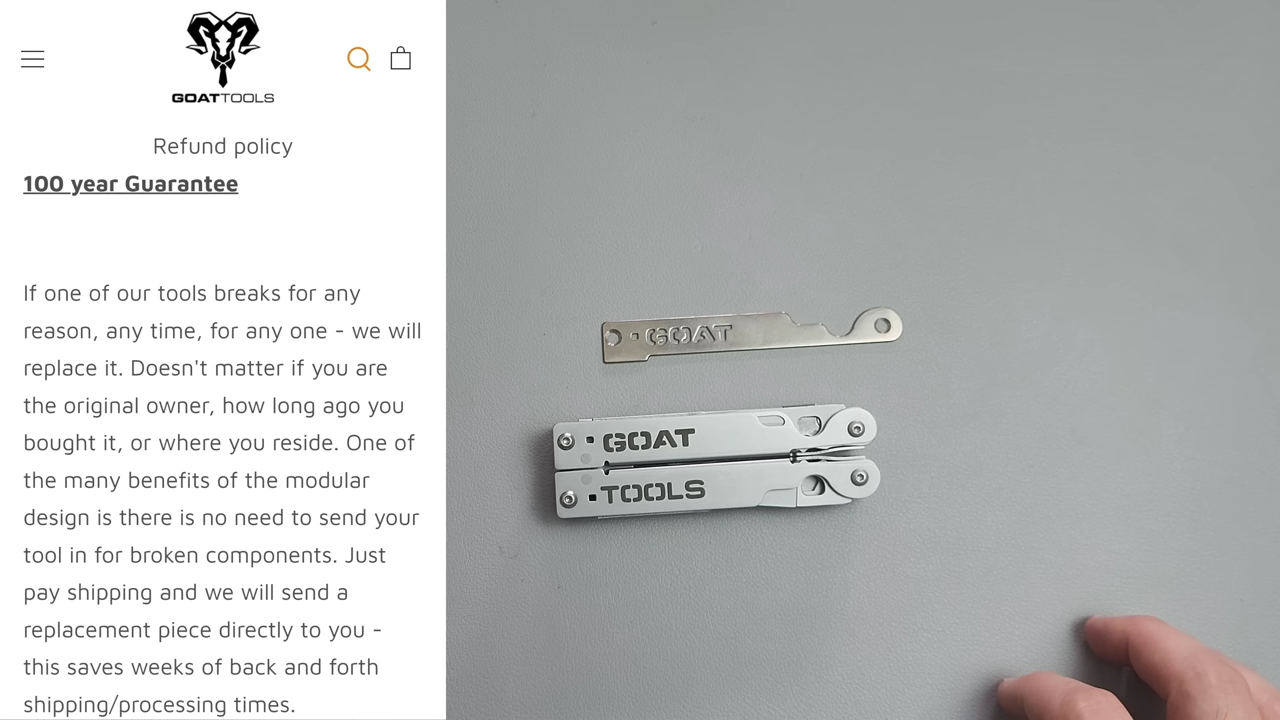 GOATTOOLS
Refund policy
100 year Guarantee
If one of our tools breaks for any
reason, any time, for any one - we will
replace it. Doesn't matter if you are
the original owner, how long ago you
bought it, or where you reside. One of
the many benefits of the modular
design is there is no need to send your
tool in for broken components. Just
pay shipping and we will send a
replacement piece directly to you -
this saves weeks of back and forth
shipping/processing times.
GOAT
GOAT
TOOLS